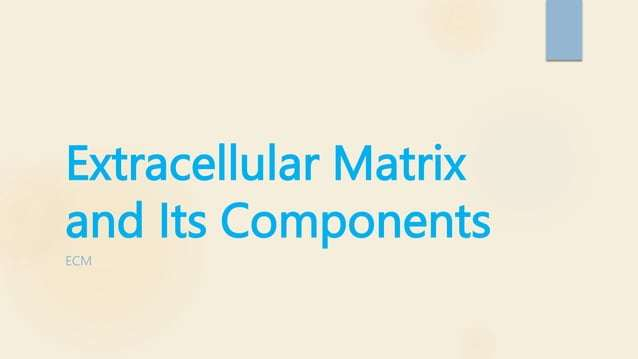 Extracellular Matrix
and Its Components
ECM